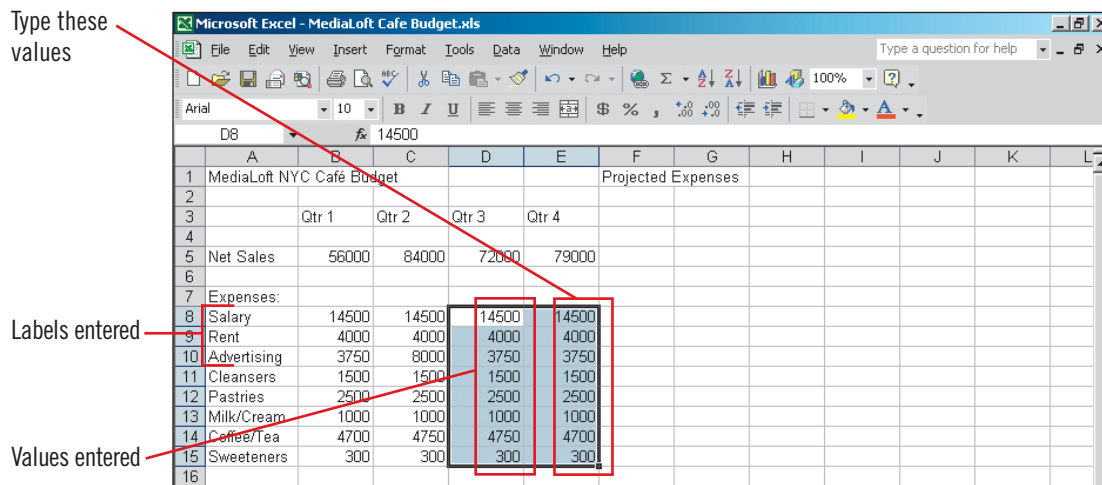 Type these
values
Microsoft Excel - MediaLoft Cafe Budget.xls
File Edit View Insert Format Tools Data Window Help Type a question for help
100%
Arial 10 B I U $ % ,
D8 fx 14500
A B C D E F G H I J K L
1 MediaLoft NYC Café Budget Projected Expenses
2
3 Qtr 1 Qtr 2 Qtr 3 Qtr 4
4
5 Net Sales 56000 84000 72000 79000
6
7 Expenses:
8 Salary 14500 14500 14500 14500
Labels entered
9 Rent 4000 4000 4000 4000
10 Advertising 3750 8000 3750 3750
11 Cleansers 1500 1500 1500 1500
12 Pastries 2500 2500 2500 2500
13 Milk/Cream 1000 1000 1000 1000
14 Coffee/Tea 4700 4750 4750 4700
Values entered
15 Sweeteners 300 300 300 300
16